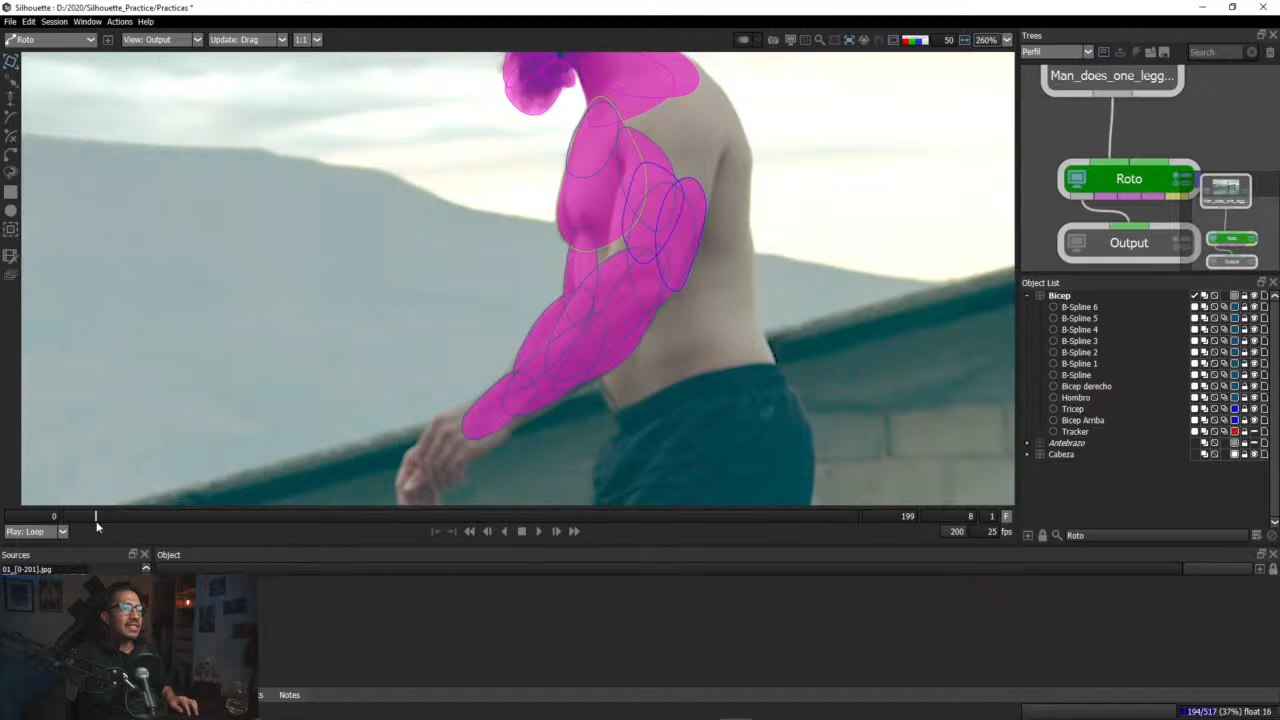 Silhouette : D:/2020/Silhouette_Practice/Practicas *
File Edit Session Window Actions Help
Roto
View: Output
Update: Drag
1:1
50
260%
Trees
Perfil
Search...
Man_does_one_legg...
Roto
Output
Object List
Bicep
B-Spline 6
B-Spline 5
B-Spline 4
B-Spline 3
B-Spline 2
B-Spline 1
B-Spline
Bicep derecho
Hombro
Tricep
Bicep Arriba
Tracker
Antebrazo
Cabeza
0
199
8
1
F
Play: Loop
200
25
fps
Roto
Sources
Object
01_[0-201].jpg
Notes
194/517 (37%) float 16